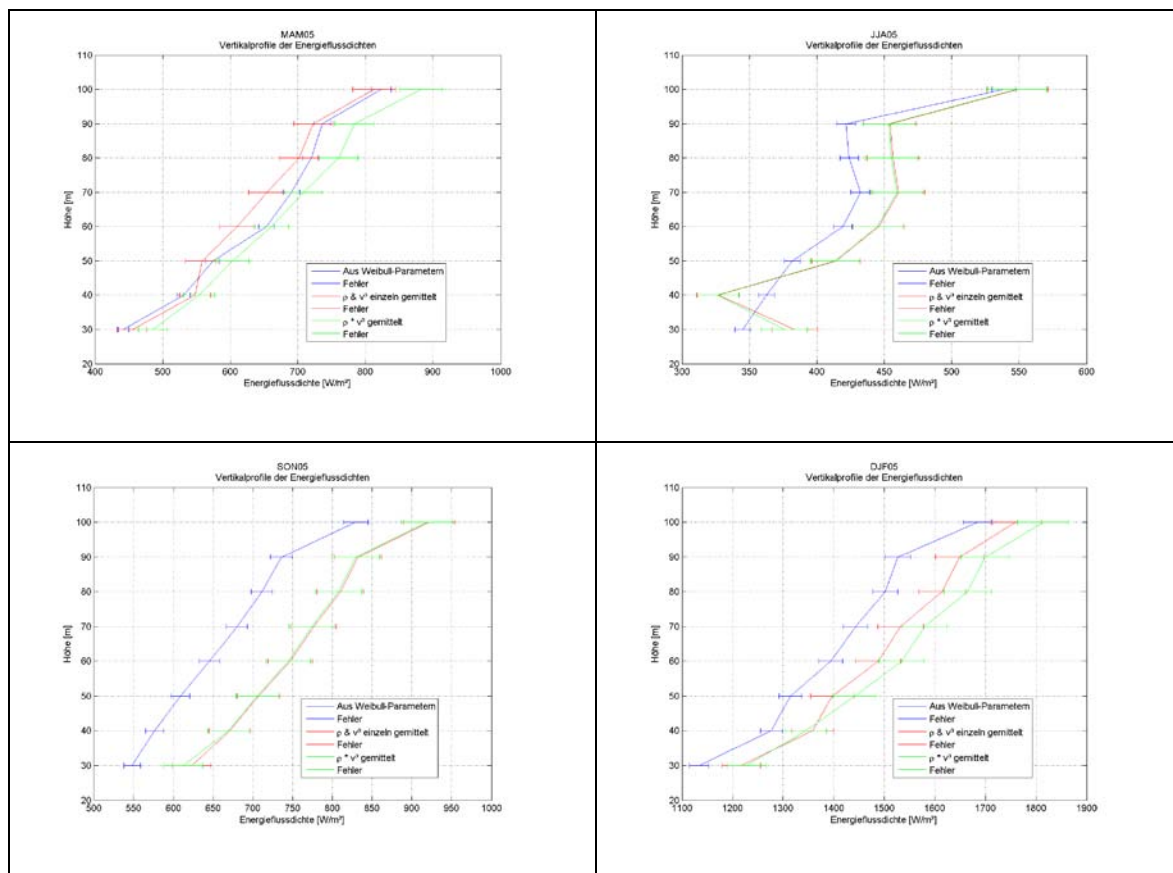 MAM05
Vertikalprofile der Energieflussdichten
110
100
90
80
70
60
50
40
30
20
Höhe [m]
Aus Weibull-Parametern
Fehler
ρ & v³ einzeln gemittelt
Fehler
ρ * v³ gemittelt
Fehler
400 500 600 700 800 900 1000
Energieflussdichte [W/m²]
JJA05
Vertikalprofile der Energieflussdichten
110
100
90
80
70
60
50
40
30
20
Höhe [m]
Aus Weibull-Parametern
Fehler
ρ & v³ einzeln gemittelt
Fehler
ρ * v³ gemittelt
Fehler
300 350 400 450 500 550 600
Energieflussdichte [W/m²]
SON05
Vertikalprofile der Energieflussdichten
110
100
90
80
70
60
50
40
30
20
Höhe [m]
Aus Weibull-Parametern
Fehler
ρ & v³ einzeln gemittelt
Fehler
ρ * v³ gemittelt
Fehler
500 550 600 650 700 750 800 850 900 950 1000
Energieflussdichte [W/m²]
DJF05
Vertikalprofile der Energieflussdichten
110
100
90
80
70
60
50
40
30
20
Höhe [m]
Aus Weibull-Parametern
Fehler
ρ & v³ einzeln gemittelt
Fehler
ρ * v³ gemittelt
Fehler
1100 1200 1300 1400 1500 1600 1700 1800 1900
Energieflussdichte [W/m²]